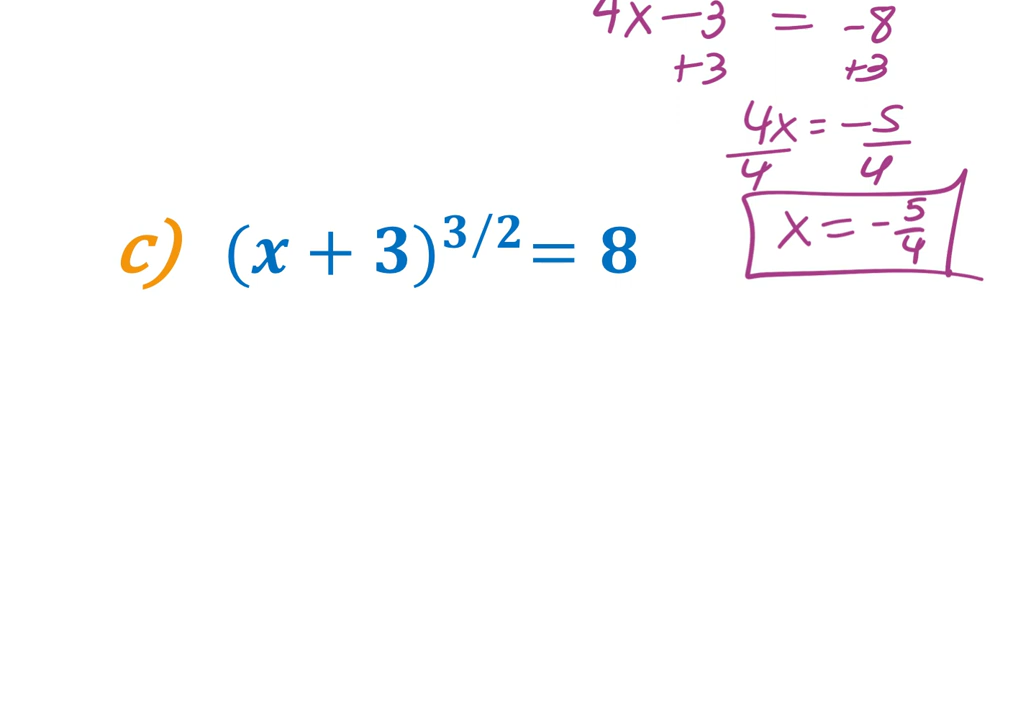 4x - 3 = -8
+3 +3
4x = -5
4 4
x = - 5/4
c) (x + 3)^3/2 = 8